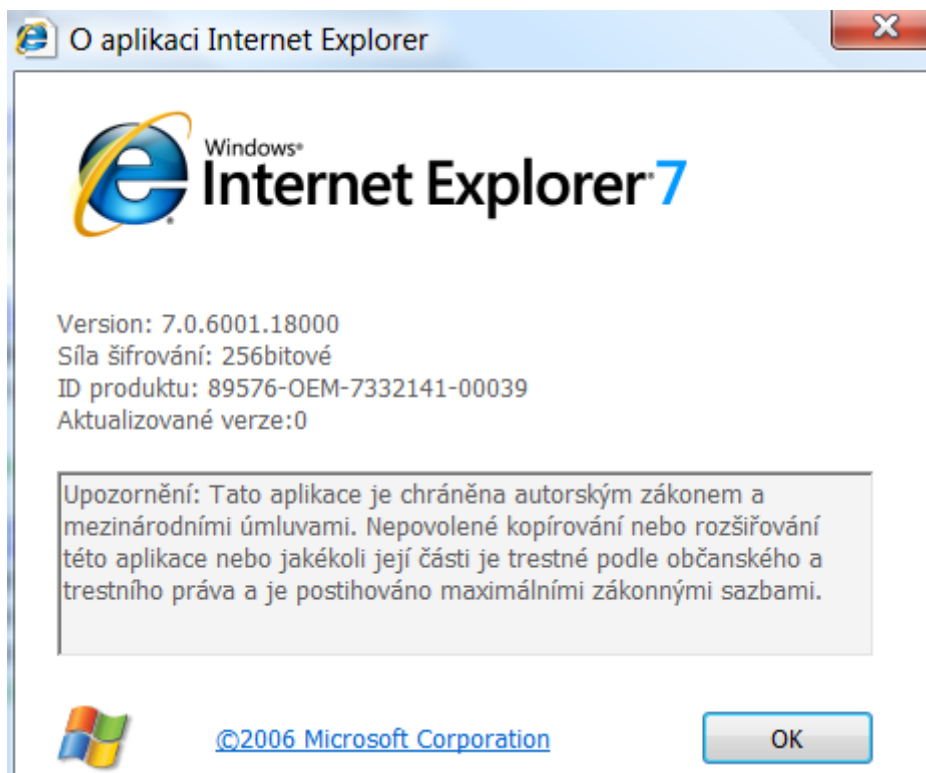 O aplikaci Internet Explorer
Windows®
Internet Explorer®7
Version: 7.0.6001.18000
Síla šifrování: 256bitové
ID produktu: 89576-OEM-7332141-00039
Aktualizované verze:0
Upozornění: Tato aplikace je chráněna autorským zákonem a
mezinárodními úmluvami. Nepovolené kopírování nebo rozšiřování
této aplikace nebo jakékoli její části je trestné podle občanského a
trestního práva a je postihováno maximálními zákonnými sazbami.
©2006 Microsoft Corporation
OK